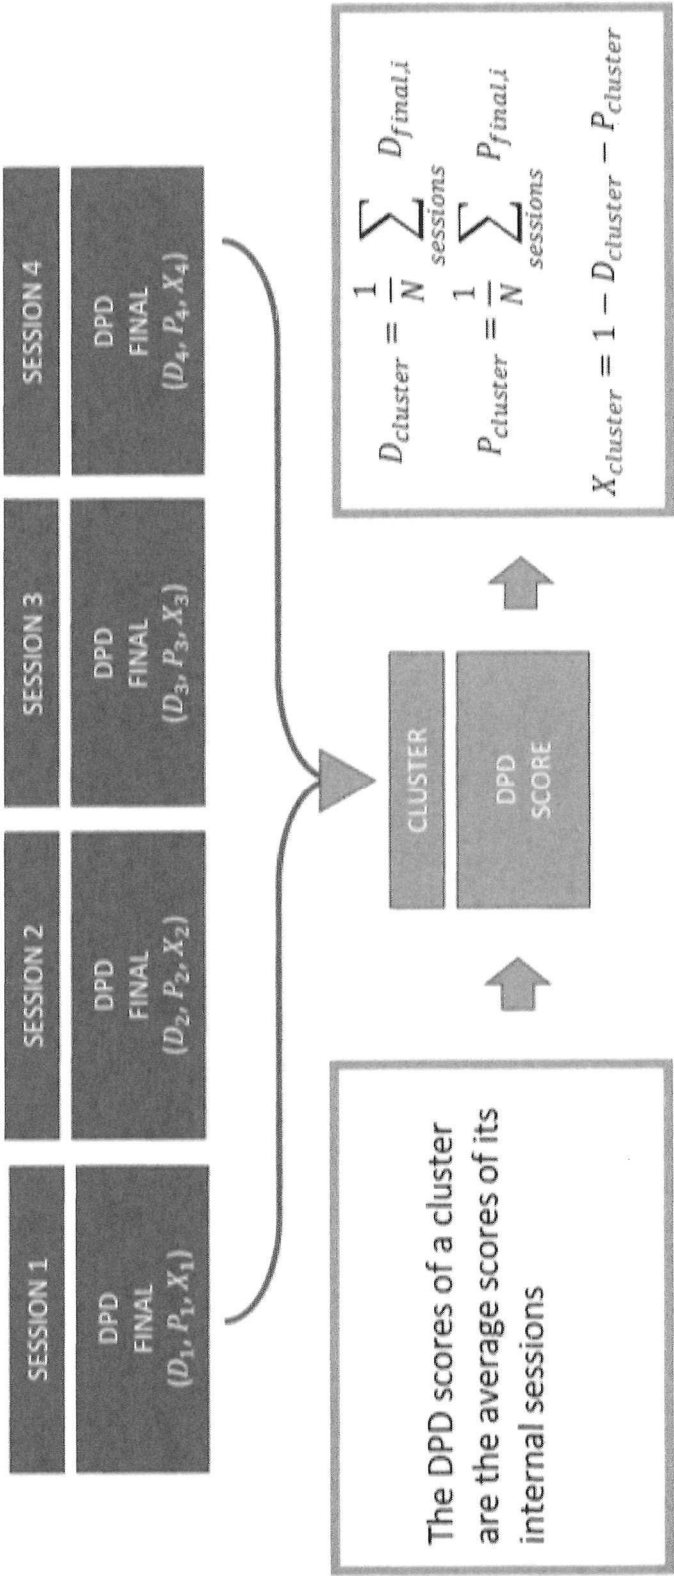 SESSION 1
DPD
FINAL
(D₁, P₁, X₁)
SESSION 2
DPD
FINAL
(D₂, P₂, X₂)
SESSION 3
DPD
FINAL
(D₃, P₃, X₃)
SESSION 4
DPD
FINAL
(D₄, P₄, X₄)
The DPD scores of a cluster
are the average scores of its
internal sessions
CLUSTER
DPD
SCORE
D_cluster = 1/N ∑_sessions D_final,i
P_cluster = 1/N ∑_sessions P_final,i
X_cluster = 1 − D_cluster − P_cluster